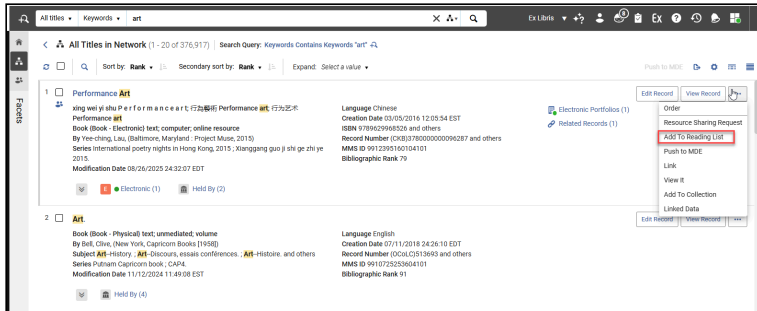 All titles Keywords art Ex Libris
All Titles in Network (1 - 20 of 376,917) Search Query: Keywords Contains Keywords "art"
Sort by: Rank Secondary sort by: Rank Expand: Select a value Push to MDE
Facets
1 Performance Art Edit Record View Record ...
xing wei yi shu P e r f o r m a n c e a r t; 行為藝術 Performance art; 行为艺术
Performance art
Book (Book - Electronic) text; computer; online resource
By Yee-ching, Lau, (Baltimore, Maryland : Project Muse, 2015)
Series International poetry nights in Hong Kong, 2015 ; Xianggang guo ji shi ge zhi ye
2015.
Modification Date 08/26/2025 24:32:07 EDT
Language Chinese
Creation Date 03/05/2016 12:05:54 EST
ISBN 9789629968526 and others
Record Number (CKB)3780000000096287 and others
MMS ID 9912395160104101
Bibliographic Rank 79
Electronic Portfolios (1)
Related Records (1)
Order
Resource Sharing Request
Add To Reading List
Push to MDE
Link
View It
Add To Collection
Linked Data
E Electronic (1) Held By (2)
2 Art. Edit Record View Record ...
Book (Book - Physical) text; unmediated; volume
By Bell, Clive, (New York, Capricorn Books [1958])
Subject Art--History. ; Art--Discours, essais conférences. ; Art--Histoire. and others
Series Putnam Capricorn book ; CAP4.
Modification Date 11/12/2024 11:49:08 EST
Language English
Creation Date 07/11/2018 24:26:10 EDT
Record Number (OCoLC)513693 and others
MMS ID 9910725253604101
Bibliographic Rank 91
Held By (4)